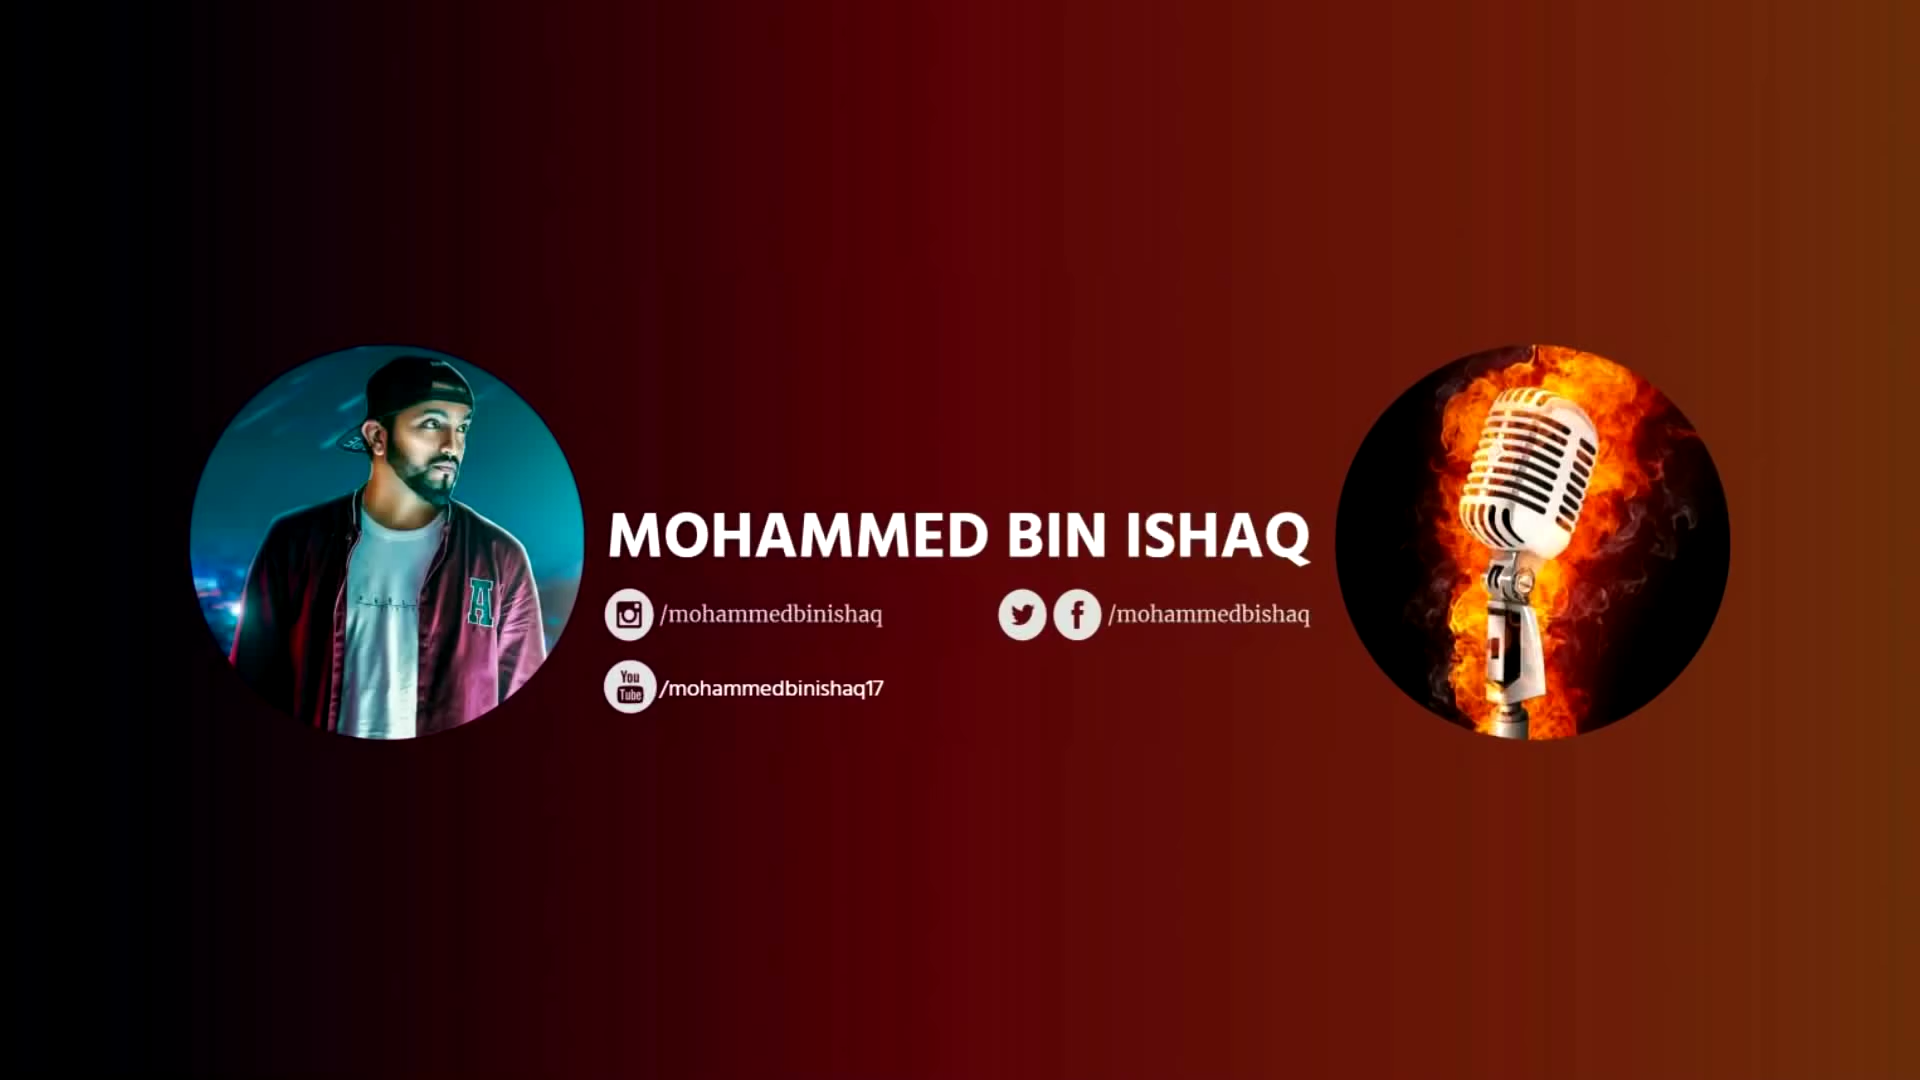 MOHAMMED BIN ISHAQ
/mohammedbinishaq
/mohammedbishaq
You
Tube
/mohammedbinishaq17
A